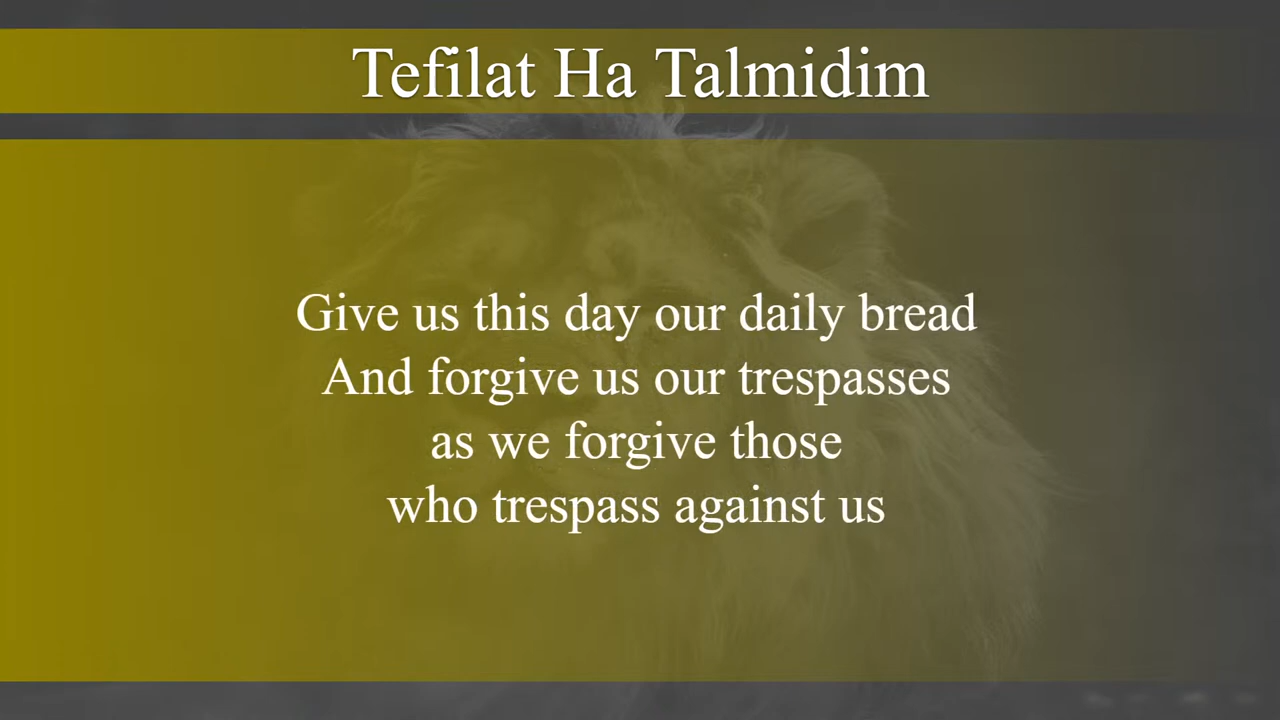 Tefilat Ha Talmidim
Give us this day our daily bread
And forgive us our trespasses
as we forgive those
who trespass against us